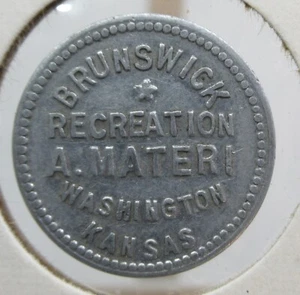 BRUNSWICK
RECREATION
A. MATERI
WASHINGTON
KANSAS